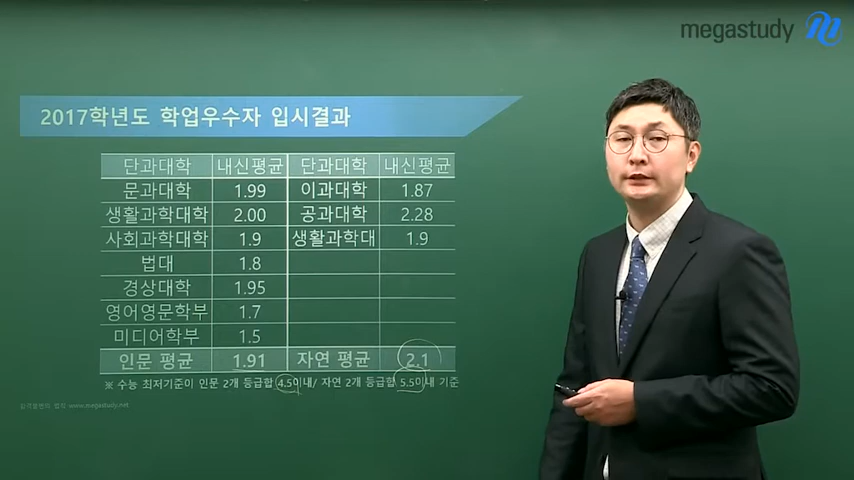 megastudy
2017학년도 학업우수자 입시결과
단과대학 내신평균 단과대학 내신평균
문과대학 1.99 이과대학 1.87
생활과학대학 2.00 공과대학 2.28
사회과학대학 1.9 생활과학대 1.9
법대 1.8
경상대학 1.95
영어영문학부 1.7
미디어학부 1.5
인문 평균 1.91 자연 평균 2.1
※ 수능 최저기준이 인문 2개 등급합 4.5이내/ 자연 2개 등급합 5.5이내 기준
www.megastudy.net